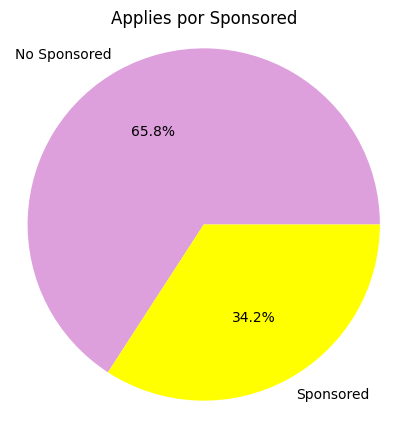 Applies por Sponsored
No Sponsored
65.8%
34.2%
Sponsored